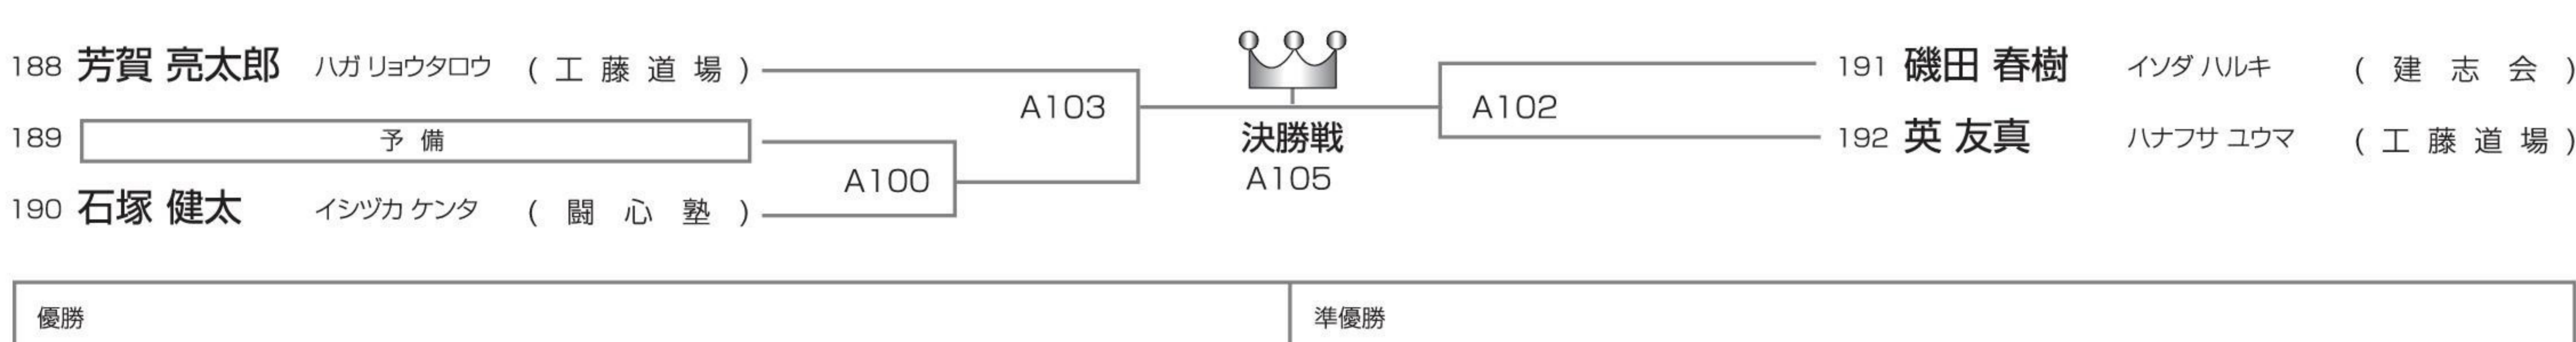 188 芳賀 亮太郎 ハガ リョウタロウ ( 工 藤 道 場 )
189 予 備
190 石塚 健太 イシヅカ ケンタ ( 闘 心 塾 )
A100
A103
決勝戦
A105
A102
191 磯田 春樹 イソダ ハルキ ( 建 志 会 )
192 英 友真 ハナフサ ユウマ ( 工 藤 道 場 )
優勝
準優勝